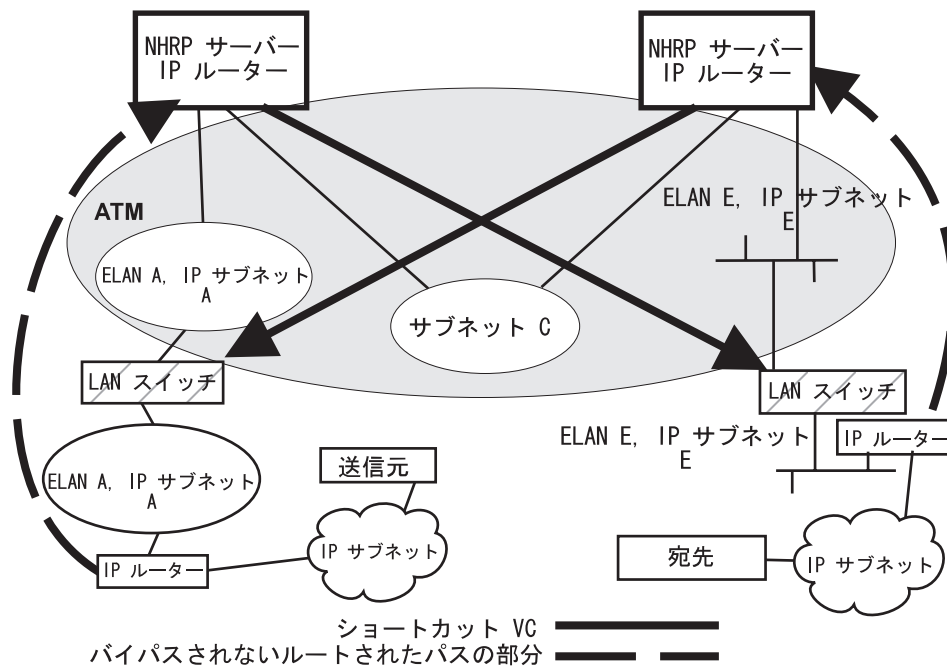 NHRP サーバー
IP ルーター
NHRP サーバー
IP ルーター
ATM
ELAN E, IP サブネット
E
ELAN A, IP サブネット
A
サブネット C
LAN スイッチ
LAN スイッチ
ELAN E, IP サブネット
E
IP ルーター
送信元
ELAN A, IP サブネット
A
IP サブネット
宛先
IP サブネット
IP ルーター
ショートカット VC
バイパスされないルートされたパスの部分